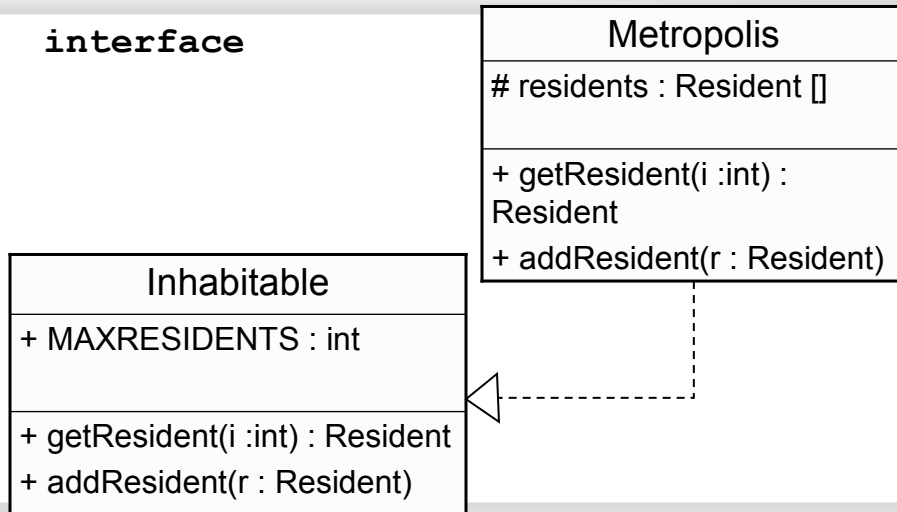 interface
Metropolis
# residents : Resident []
+ getResident(i :int) :
Resident
+ addResident(r : Resident)
Inhabitable
+ MAXRESIDENTS : int
+ getResident(i :int) : Resident
+ addResident(r : Resident)